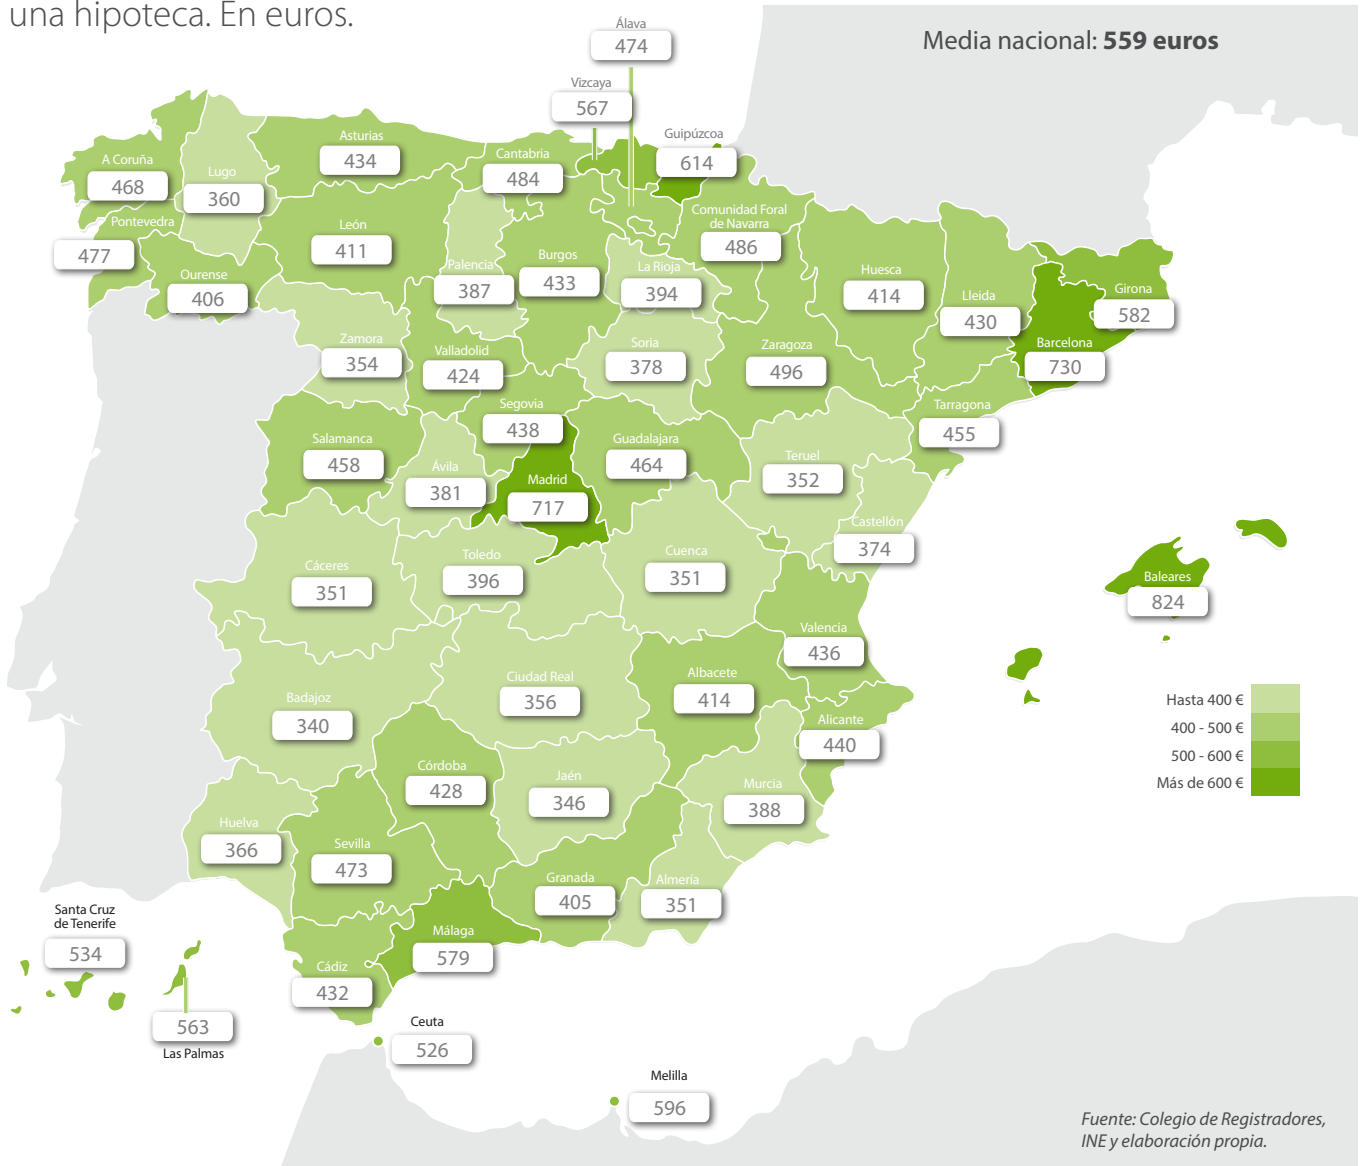 una hipoteca. En euros.
Media nacional: 559 euros
Álava
474
Vizcaya
567
Guipúzcoa
614
A Coruña
468
Lugo
360
Asturias
434
Cantabria
484
Pontevedra
477
Ourense
406
León
411
Palencia
387
Burgos
433
La Rioja
394
Comunidad Foral
de Navarra
486
Huesca
414
Lleida
430
Girona
582
Barcelona
730
Zamora
354
Valladolid
424
Soria
378
Zaragoza
496
Tarragona
455
Segovia
438
Salamanca
458
Ávila
381
Madrid
717
Guadalajara
464
Teruel
352
Castellón
374
Cáceres
351
Toledo
396
Cuenca
351
Valencia
436
Baleares
824
Badajoz
340
Ciudad Real
356
Albacete
414
Alicante
440
Córdoba
428
Jaén
346
Murcia
388
Huelva
366
Sevilla
473
Granada
405
Almería
351
Málaga
579
Cádiz
432
Santa Cruz
de Tenerife
534
563
Las Palmas
Ceuta
526
Melilla
596
Hasta 400 €
400 - 500 €
500 - 600 €
Más de 600 €
Fuente: Colegio de Registradores,
INE y elaboración propia.